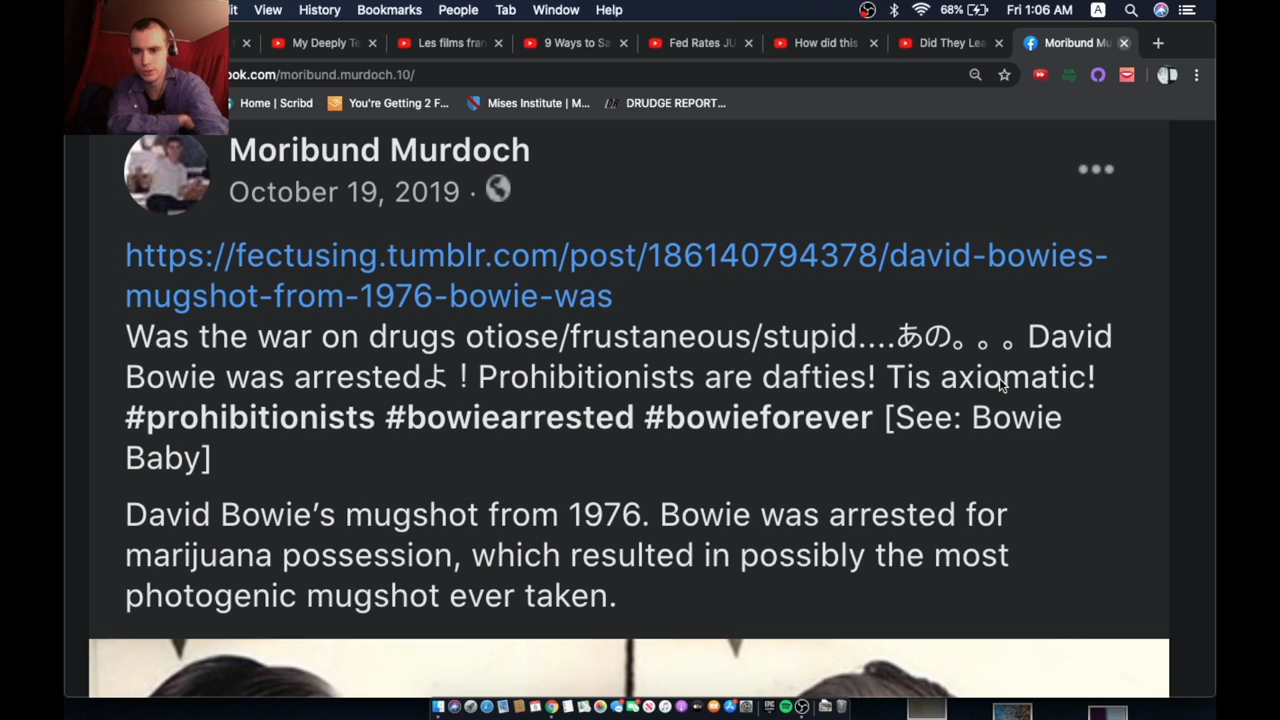 it View History Bookmarks People Tab Window Help 68% Fri 1:06 AM A
My Deeply Te Les films fran 9 Ways to Sa Fed Rates JU How did this Did They Lea Moribund Mu
ok.com/moribund.murdoch.10/
Home | Scribd You're Getting 2 F... Mises Institute | M... DRUDGE REPORT...
Moribund Murdoch
October 19, 2019 ·
https://fectusing.tumblr.com/post/186140794378/david-bowies-
mugshot-from-1976-bowie-was
Was the war on drugs otiose/frustaneous/stupid....あの。。。David
Bowie was arrestedよ！Prohibitionists are dafties! Tis axiomatic!
#prohibitionists #bowiearrested #bowieforever [See: Bowie
Baby]
David Bowie’s mugshot from 1976. Bowie was arrested for
marijuana possession, which resulted in possibly the most
photogenic mugshot ever taken.